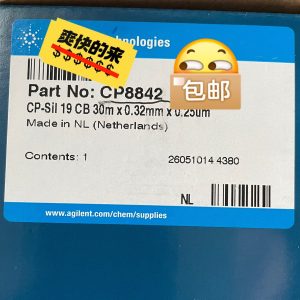 爽快的来
$$$$$$
Technologies
包邮
Part No: CP8842
CP-Sil 19 CB 30m x 0.32mm x 0.25um
Made in NL (Netherlands)
Contents: 1
26051014 4380
NL
www.agilent.com/chem/supplies